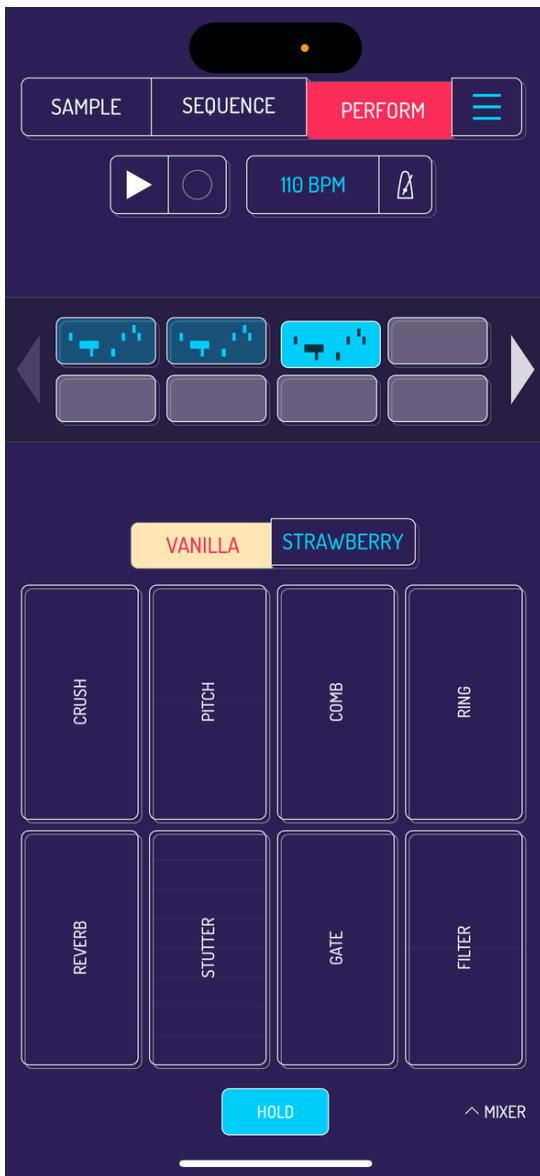 SAMPLE SEQUENCE PERFORM
110 BPM
VANILLA STRAWBERRY
CRUSH PITCH COMB RING
REVERB STUTTER GATE FILTER
HOLD MIXER